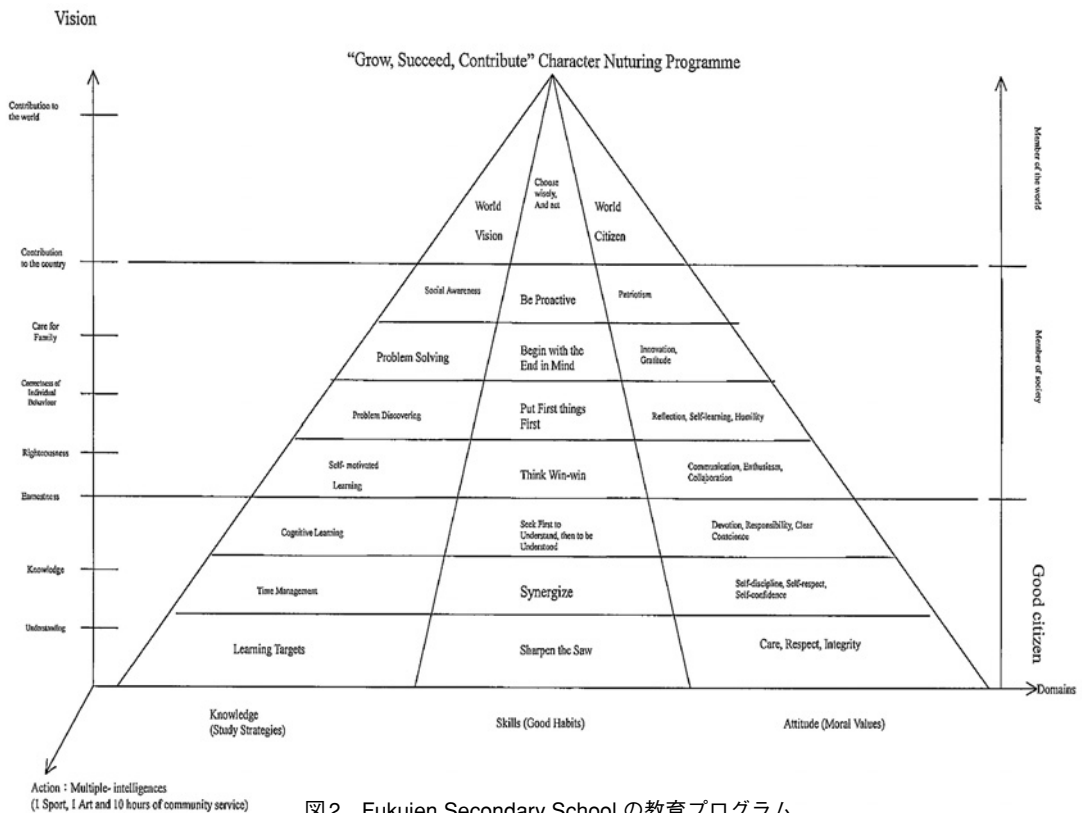 Vision
"Grow, Succeed, Contribute" Character Nuturing Programme
Contribution to
the world
Contribution
to the country
Care for
Family
Correctness of
Individual
Behaviour
Righteousness
Earnestness
Knowledge
Understanding
World
Vision
Choose
wisely,
And act
World
Citizen
Social Awareness
Be Proactive
Patriotism
Problem Solving
Begin with the
End in Mind
Innovation,
Gratitude
Problem Discovering
Put First things
First
Reflection, Self-learning, Humility
Self- motivated
Learning
Think Win-win
Communication, Enthusiasm,
Collaboration
Cognitive Learning
Seek First to
Understand, then to be
Understood
Devotion, Responsibility, Clear
Conscience
Time Management
Synergize
Self-discipline, Self-respect,
Self-confidence
Learning Targets
Sharpen the Saw
Care, Respect, Integrity
Member of the world
Member of society
Good citizen
Domains
Knowledge
(Study Strategies)
Skills (Good Habits)
Attitude (Moral Values)
Action : Multiple- intelligences
(1 Sport, 1 Art and 10 hours of community service)
図2 Fukuien Secondary School の教育プログラム